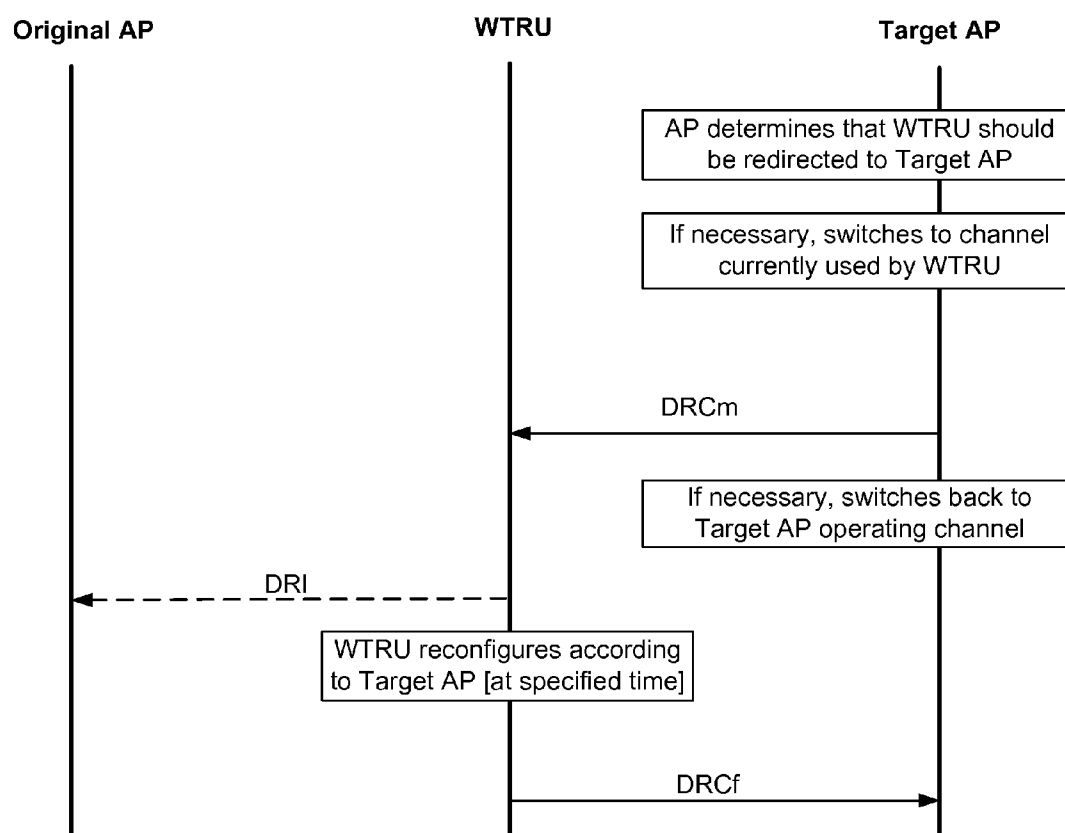 Original AP
WTRU
Target AP
AP determines that WTRU should
be redirected to Target AP
If necessary, switches to channel
currently used by WTRU
DRCm
If necessary, switches back to
Target AP operating channel
DRI
WTRU reconfigures according
to Target AP [at specified time]
DRCf